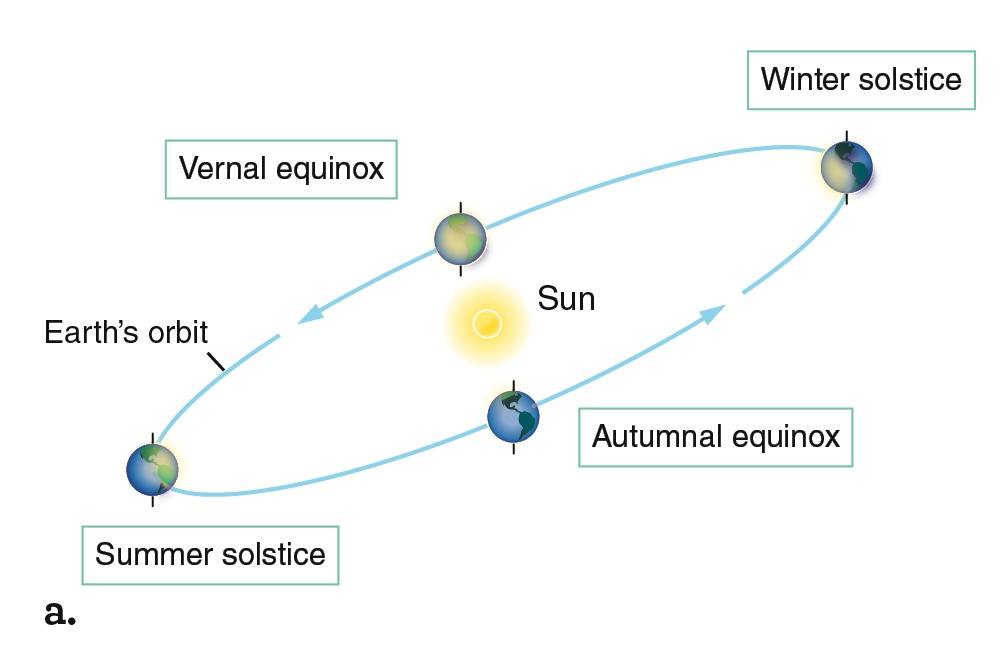 Winter solstice
Vernal equinox
Sun
Earth’s orbit
Autumnal equinox
Summer solstice
a.